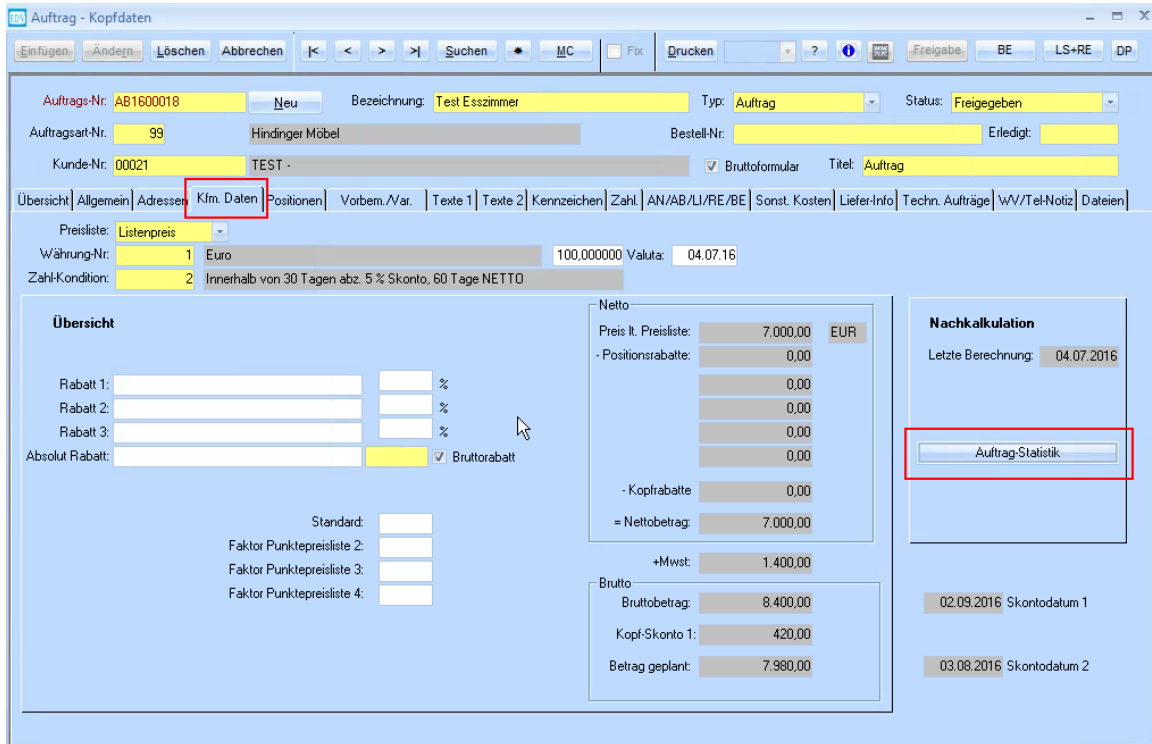 EDV Auftrag - Kopfdaten
Einfügen Ändern Löschen Abbrechen |< < > >| Suchen * MC Fix Drucken ? Freigabe BE LS+RE DP
Auftrags-Nr: AB1600018 Neu Bezeichnung: Test Esszimmer Typ: Auftrag Status: Freigegeben
Auftragsart-Nr. 99 Hindinger Möbel Bestell-Nr: Erledigt:
Kunde-Nr: 00021 TEST - Bruttoformular Titel: Auftrag
Übersicht Allgemein Adressen Kfm. Daten Positionen Vorbem./Var. Texte 1 Texte 2 Kennzeichen Zahl. AN/AB/LI/RE/BE Sonst. Kosten Liefer-Info Techn. Aufträge WV/Tel-Notiz Dateien
Preisliste: Listenpreis
Währung-Nr: 1 Euro 100,000000 Valuta: 04.07.16
Zahl-Kondition: 2 Innerhalb von 30 Tagen abz. 5 % Skonto, 60 Tage NETTO
Übersicht
Rabatt 1: %
Rabatt 2: %
Rabatt 3: %
Absolut Rabatt: Bruttorabatt
Standard:
Faktor Punktepreisliste 2:
Faktor Punktepreisliste 3:
Faktor Punktepreisliste 4:
Netto
Preis lt. Preisliste: 7.000,00 EUR
- Positionsrabatte: 0,00
0,00
0,00
0,00
0,00
- Kopfrabatte 0,00
= Nettobetrag: 7.000,00
+Mwst: 1.400,00
Brutto
Bruttobetrag: 8.400,00
Kopf-Skonto 1: 420,00
Betrag geplant: 7.980,00
Nachkalkulation
Letzte Berechnung: 04.07.2016
Auftrag-Statistik
02.09.2016 Skontodatum 1
03.08.2016 Skontodatum 2